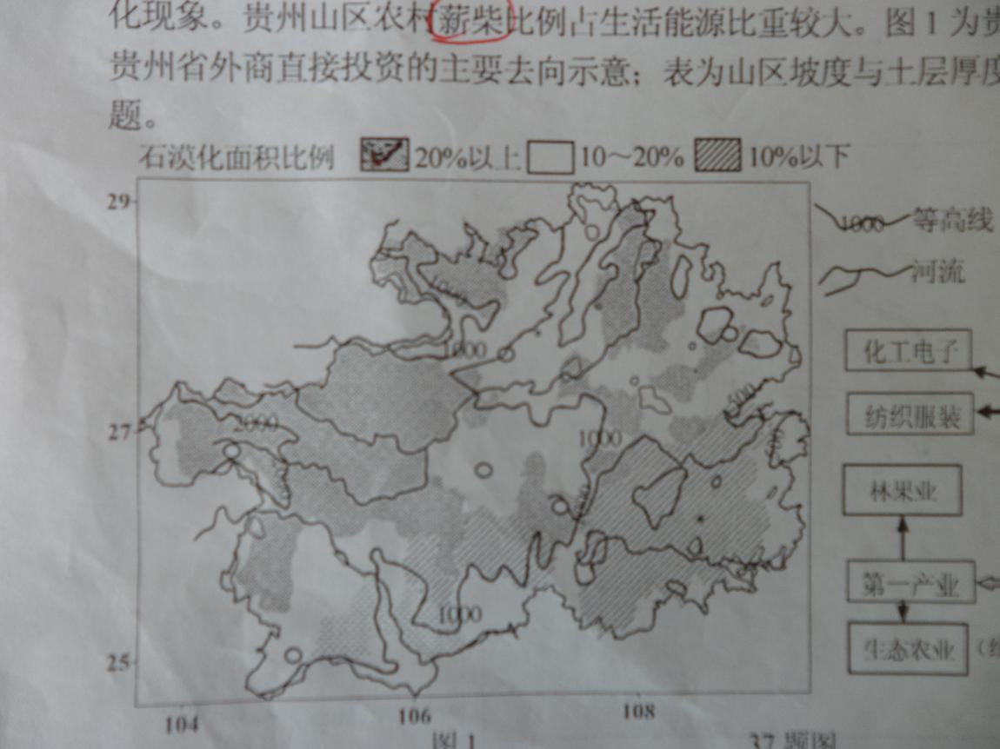 化现象。贵州山区农村薪柴比例占生活能源比重较大。图1为贵
贵州省外商直接投资的主要去向示意；表为山区坡度与土层厚度
题。
石漠化面积比例 20%以上 10～20% 10%以下
29
1000 等高线
河流
1000
化工电子
500
27
2000
1000
纺织服装
林果业
第一产业
1000
生态农业
25
104
106
108
图1
37题图